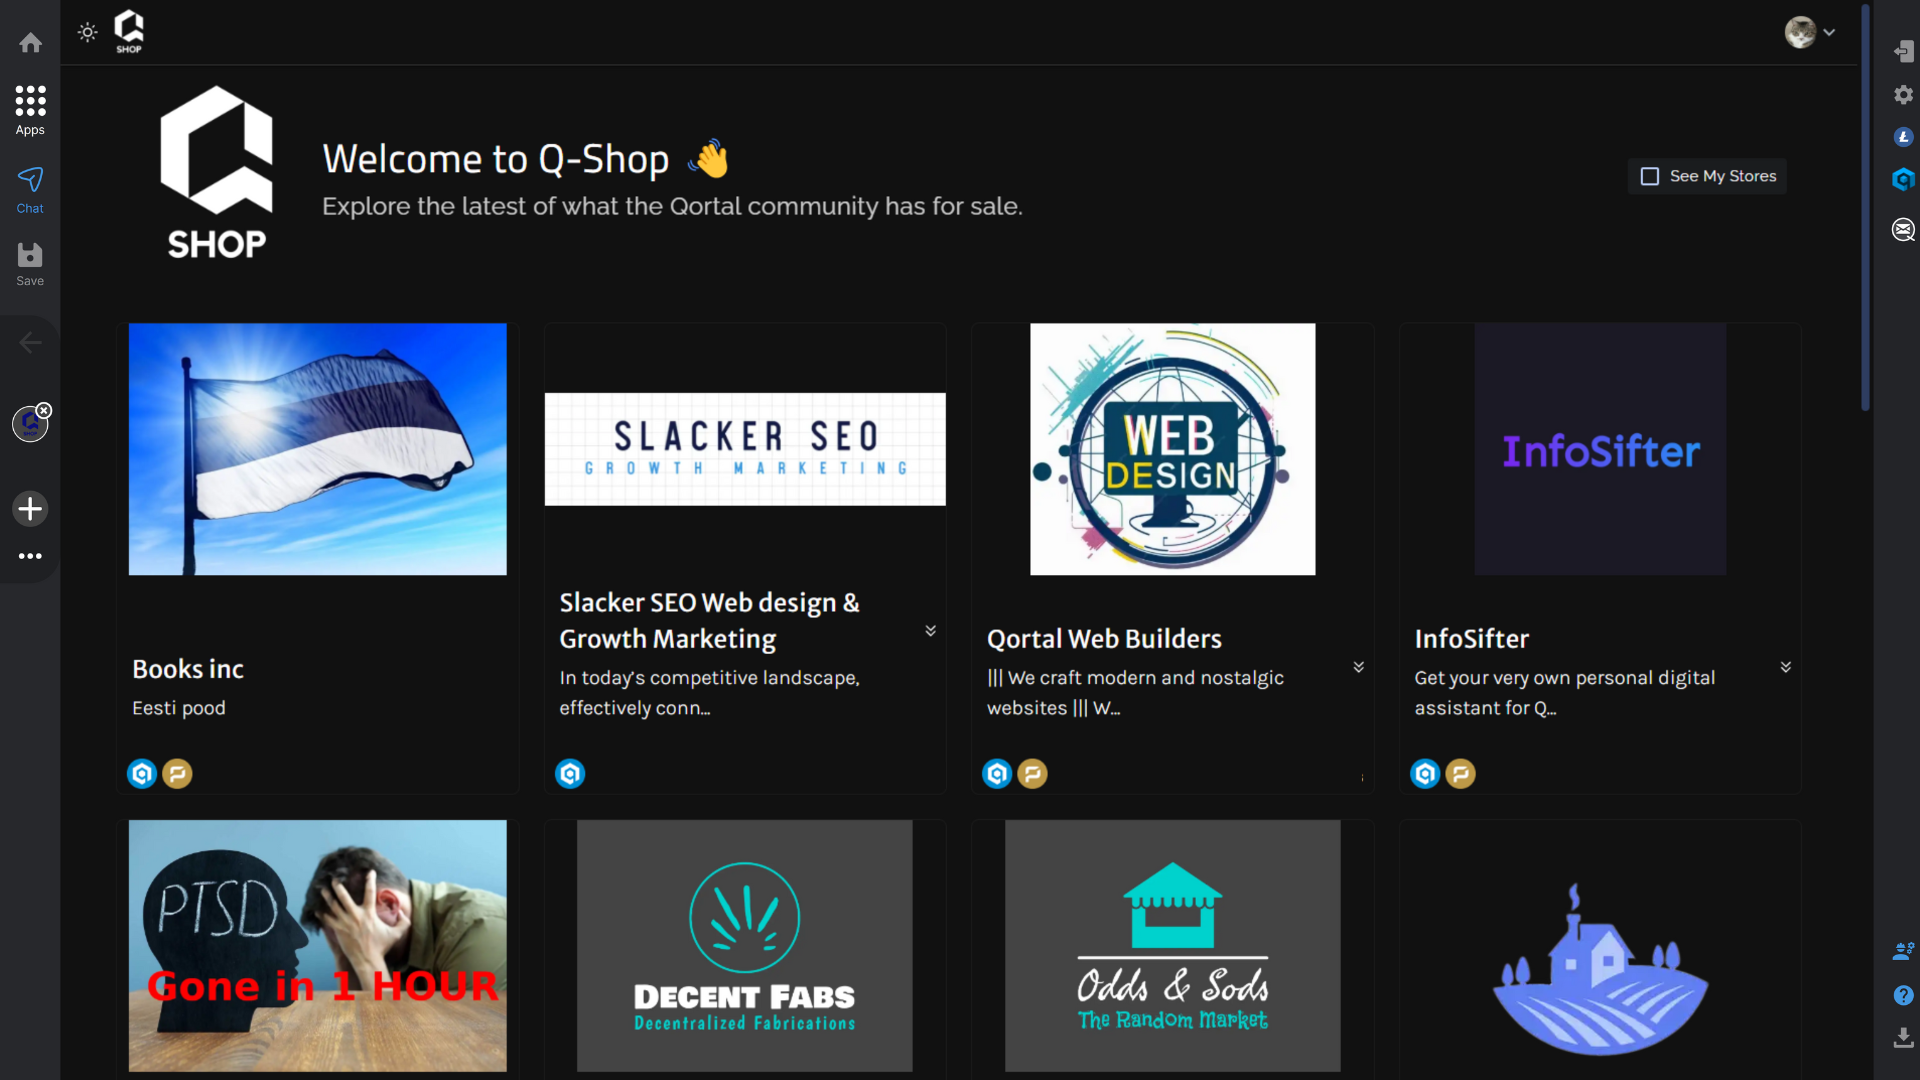 SHOP
Apps
Chat
Save
SHOP
Welcome to Q-Shop 👋
Explore the latest of what the Qortal community has for sale.
See My Stores
SLACKER SEO
GROWTH MARKETING
WEB
DESIGN
InfoSifter
Books inc
Eesti pood
Slacker SEO Web design &
Growth Marketing
In today's competitive landscape,
effectively conn...
Qortal Web Builders
||| We craft modern and nostalgic
websites ||| W...
InfoSifter
Get your very own personal digital
assistant for Q...
PTSD
Gone in 1 HOUR
DECENT FABS
Decentralized Fabrications
Odds & Sods
The Random Market